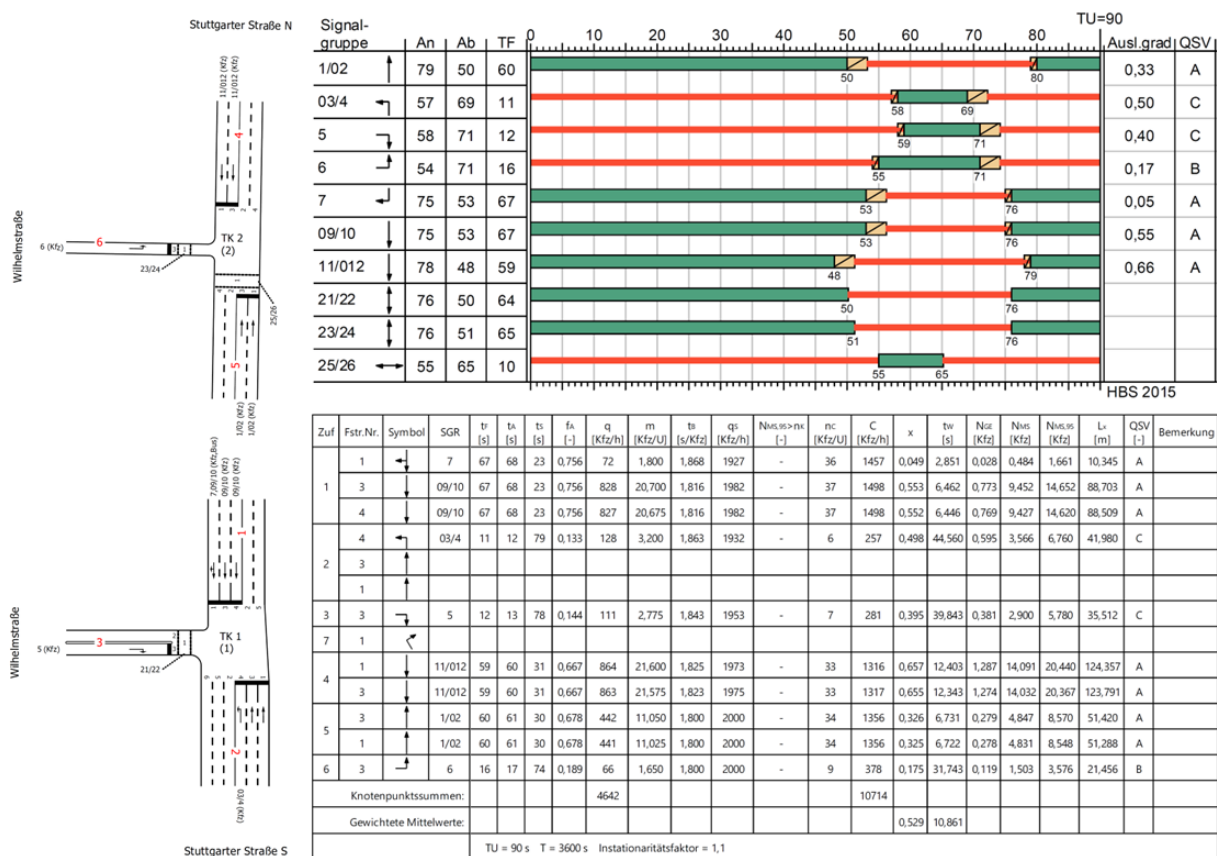 Stuttgarter Straße N
11/012 (Kfz)
11/012 (Kfz)
4
1 3 2 4
Wilhelmstraße
6 (Kfz)
6
3 1
TK 2
(2)
23/24
1
4 2 3 1
25/26
5
1/02 (Kfz)
1/02 (Kfz)
7,09/10 (Kfz,Bus)
09/10 (Kfz)
09/10 (Kfz)
1
1 3 4 2 5
Wilhelmstraße
3
5 (Kfz)
2
3 1
TK 1
(1)
21/22
6 5 2 4 3 1
2
03/4 (Kfz)
Stuttgarter Straße S
TU=90
Signal-gruppe An Ab TF 0 10 20 30 40 50 60 70 80 Ausl.grad QSV
1/02 79 50 60 50 80 0,33 A
03/4 57 69 11 58 69 0,50 C
5 58 71 12 59 71 0,40 C
6 54 71 16 55 71 0,17 B
7 75 53 67 53 76 0,05 A
09/10 75 53 67 53 76 0,55 A
11/012 78 48 59 48 79 0,66 A
21/22 76 50 64 50 76
23/24 76 51 65 51 76
25/26 55 65 10 55 65
HBS 2015
Zuf Fstr.Nr. Symbol SGR tF [s] tA [s] tS [s] fA [-] q [Kfz/h] m [Kfz/U] tB [s/Kfz] qS [Kfz/h] NMS,95>nK [-] nC [Kfz/U] C [Kfz/h] x tW [s] NGE [Kfz] NMS [Kfz] NMS,95 [Kfz] Lx [m] QSV [-] Bemerkung
1 1 7 67 68 23 0,756 72 1,800 1,868 1927 - 36 1457 0,049 2,851 0,028 0,484 1,661 10,345 A
3 09/10 67 68 23 0,756 828 20,700 1,816 1982 - 37 1498 0,553 6,462 0,773 9,452 14,652 88,703 A
4 09/10 67 68 23 0,756 827 20,675 1,816 1982 - 37 1498 0,552 6,446 0,769 9,427 14,620 88,509 A
2 4 03/4 11 12 79 0,133 128 3,200 1,863 1932 - 6 257 0,498 44,560 0,595 3,566 6,760 41,980 C
3
1
3 3 5 12 13 78 0,144 111 2,775 1,843 1953 - 7 281 0,395 39,843 0,381 2,900 5,780 35,512 C
7 1
4 1 11/012 59 60 31 0,667 864 21,600 1,825 1973 - 33 1316 0,657 12,403 1,287 14,091 20,440 124,357 A
3 11/012 59 60 31 0,667 863 21,575 1,823 1975 - 33 1317 0,655 12,343 1,274 14,032 20,367 123,791 A
5 3 1/02 60 61 30 0,678 442 11,050 1,800 2000 - 34 1356 0,326 6,731 0,279 4,847 8,570 51,420 A
1 1/02 60 61 30 0,678 441 11,025 1,800 2000 - 34 1356 0,325 6,722 0,278 4,831 8,548 51,288 A
6 3 6 16 17 74 0,189 66 1,650 1,800 2000 - 9 378 0,175 31,743 0,119 1,503 3,576 21,456 B
Knotenpunktssummen: 4642 10714
Gewichtete Mittelwerte: 0,529 10,861
TU = 90 s T = 3600 s Instationaritätsfaktor = 1,1